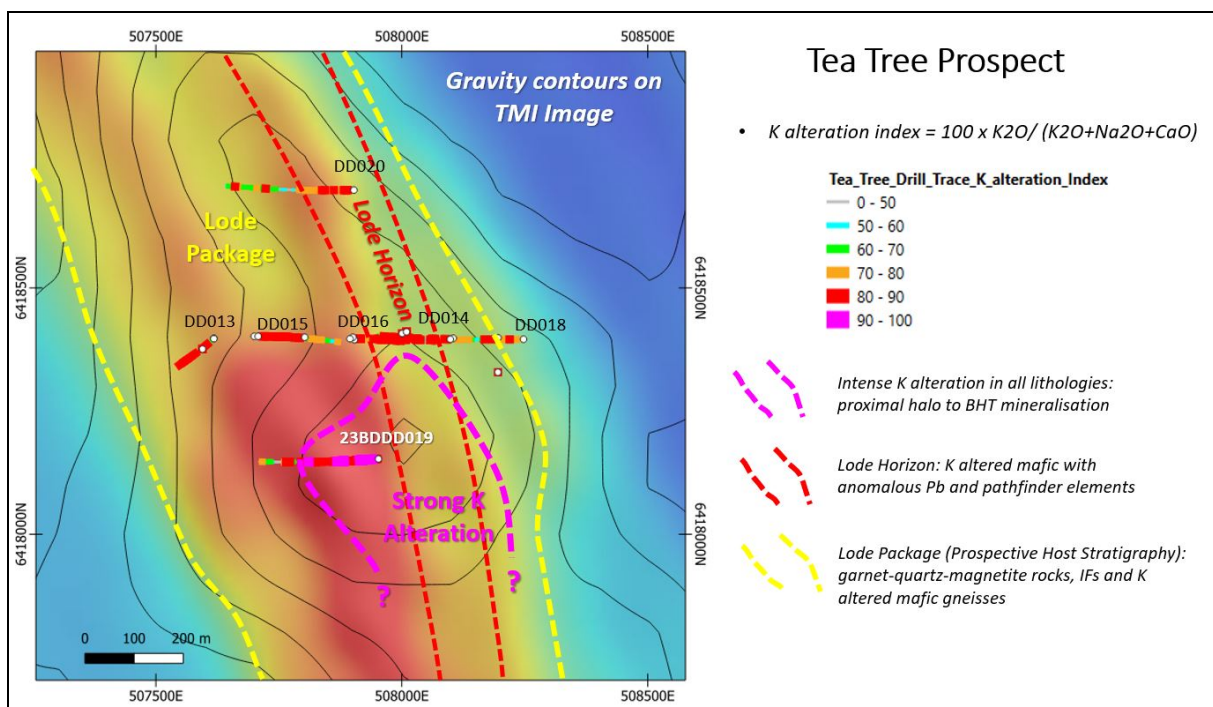 507500E
508000E
508500E
Gravity contours on
TMI Image
DD020
Lode
Package
Lode Horizon
6418500N
6418500N
DD013
DD015
DD016
DD014
DD018
23BDDD019
Strong K
Alteration
6418000N
6418000N
?
?
0 100 200 m
507500E
508000E
508500E
Tea Tree Prospect
• K alteration index = 100 x K2O/ (K2O+Na2O+CaO)
Tea_Tree_Drill_Trace_K_alteration_Index
0 - 50
50 - 60
60 - 70
70 - 80
80 - 90
90 - 100
Intense K alteration in all lithologies:
proximal halo to BHT mineralisation
Lode Horizon: K altered mafic with
anomalous Pb and pathfinder elements
Lode Package (Prospective Host Stratigraphy):
garnet-quartz-magnetite rocks, IFs and K
altered mafic gneisses